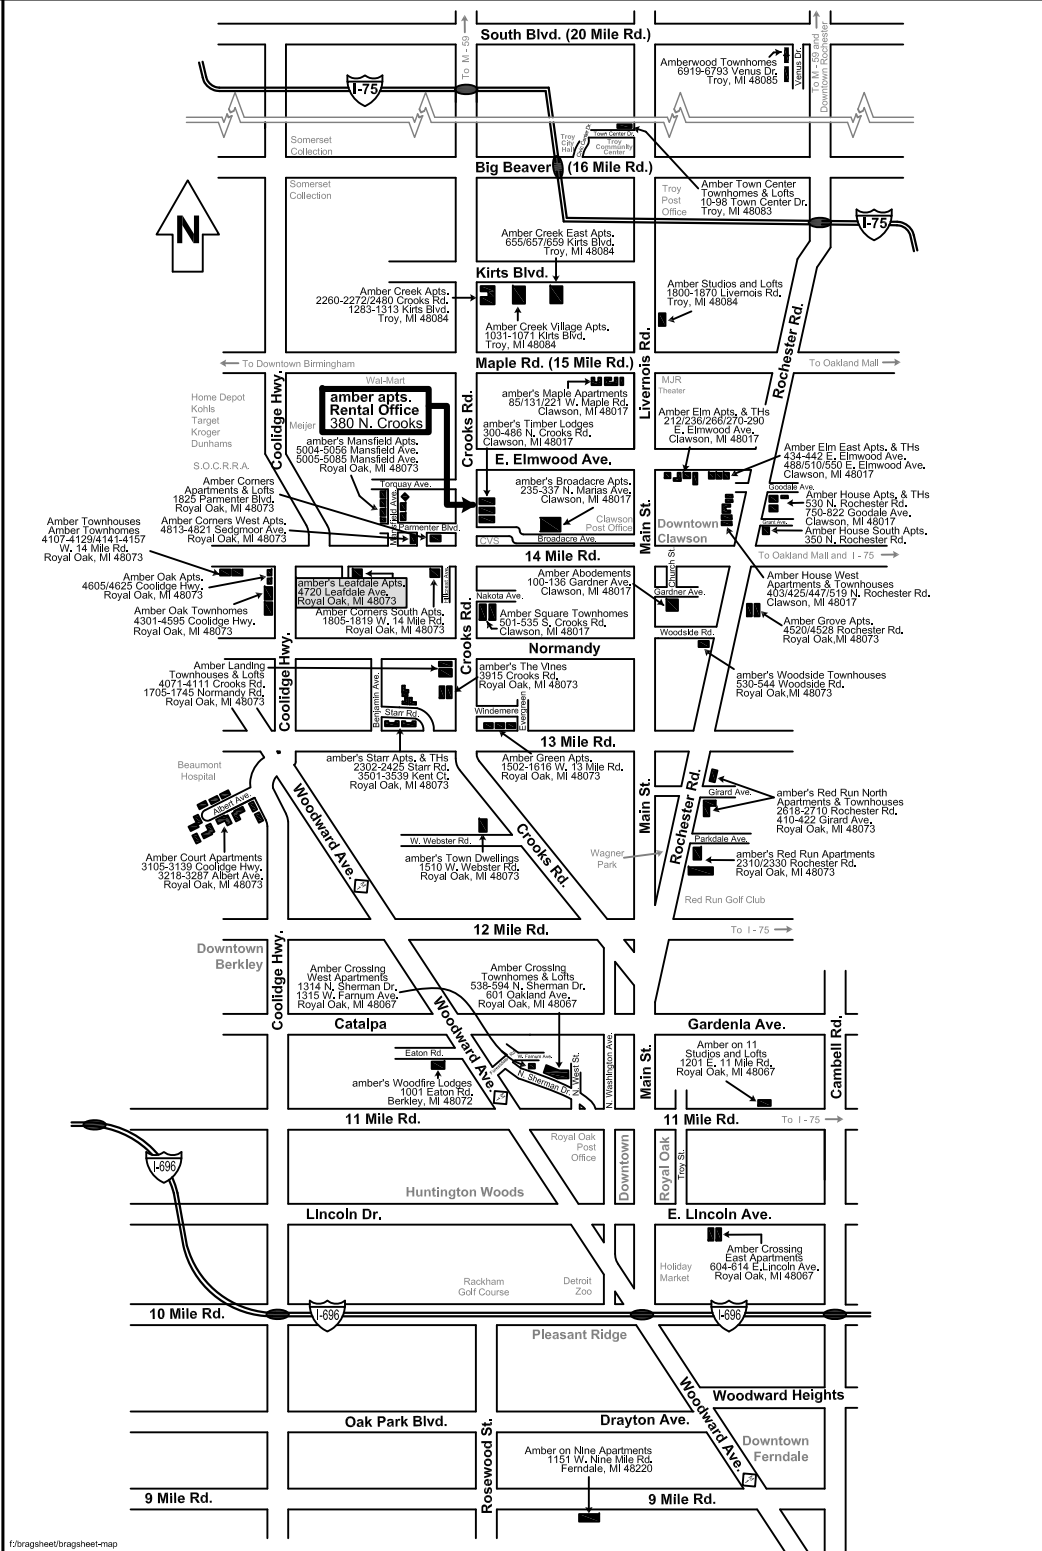 South Blvd. (20 Mile Rd.)
To M - 59
To M - 59 and
Downtown Rochester
Amberwood Townhomes
6919-6793 Venus Dr.
Troy, MI 48085
Venus Dr.
I-75
Somerset
Collection
Troy
City
Hall
Civic Center Dr.
Town Center Dr.
Troy
Community
Center
Big Beaver (16 Mile Rd.)
Somerset
Collection
Troy
Post
Office
Amber Town Center
Townhomes & Lofts
10-98 Town Center Dr.
Troy, MI 48083
N
I-75
Amber Creek East Apts.
655/657/659 Kirts Blvd.
Troy, MI 48084
Kirts Blvd.
Amber Creek Apts.
2260-2272/2480 Crooks Rd.
1283-1313 Kirts Blvd.
Troy, MI 48084
Amber Creek Village Apts.
1031-1071 Kirts Blvd.
Troy, MI 48084
Amber Studios and Lofts
1800-1870 Livernois Rd.
Troy, MI 48084
Livernois Rd.
Rochester Rd.
Maple Rd. (15 Mile Rd.)
To Downtown Birmingham
To Oakland Mall
Coolidge Hwy.
Wal-Mart
Home Depot
Kohls
Target
Kroger
Dunhams
Meijer
S.O.C.R.R.A.
amber apts.
Rental Office
380 N. Crooks
Crooks Rd.
amber's Maple Apartments
85/131/221 W. Maple Rd.
Clawson, MI 48017
amber's Timber Lodges
300-486 N. Crooks Rd.
Clawson, MI 48017
MJR
Theater
Amber Elm Apts. & THs
212/236/266/270-290
E. Elmwood Ave.
Clawson, MI 48017
amber's Mansfield Apts.
5004-5056 Mansfield Ave.
5005-5085 Mansfield Ave.
Royal Oak, MI 48073
E. Elmwood Ave.
Amber Elm East Apts. & THs
434-442 E. Elmwood Ave.
488/510/550 E. Elmwood Ave.
Clawson, MI 48017
Amber Corners
Apartments & Lofts
1825 Parmenter Blvd.
Royal Oak, MI 48073
Torquay Ave.
Mansfield Ave.
Parmenter Blvd.
amber's Broadacre Apts.
235-337 N. Marias Ave.
Clawson, MI 48017
Clawson
Post Office
CVS
Broadacre Ave.
Main St.
Downtown
Clawson
Goodale Ave.
Grant Ave.
Amber House Apts. & THs
530 N. Rochester Rd.
750-822 Goodale Ave.
Clawson, MI 48017
Amber House South Apts.
350 N. Rochester Rd.
Amber Townhouses
Amber Townhomes
4107-4129/4141-4157
W. 14 Mile Rd.
Royal Oak, MI 48073
Amber Corners West Apts.
4813-4821 Sedgmoor Ave.
Royal Oak, MI 48073
14 Mile Rd.
To Oakland Mall and I - 75
Amber Oak Apts.
4605/4625 Coolidge Hwy.
Royal Oak, MI 48073
Amber Oak Townhomes
4301-4595 Coolidge Hwy.
Royal Oak, MI 48073
amber's Leafdale Apts.
4720 Leafdale Ave.
Royal Oak, MI 48073
Amber Corners South Apts.
1805-1819 W. 14 Mile Rd.
Royal Oak, MI 48073
Hillcrest Ave.
Nakota Ave.
Amber Abodements
100-136 Gardner Ave.
Clawson, MI 48017
Church St.
Gardner Ave.
Amber Square Townhomes
501-535 S. Crooks Rd.
Clawson, MI 48017
Woodside Rd.
Amber House West
Apartments & Townhouses
403/425/447/519 N. Rochester Rd.
Clawson, MI 48017
Amber Grove Apts.
4520/4528 Rochester Rd.
Royal Oak,MI 48073
Coolidge Hwy.
Crooks Rd.
Normandy
Amber Landing
Townhouses & Lofts
4071-4111 Crooks Rd.
1705-1745 Normandy Rd.
Royal Oak, MI 48073
Benjamin Ave.
Starr Rd.
amber's The Vines
3915 Crooks Rd.
Royal Oak, MI 48073
Windemere
Evergreen
amber's Woodside Townhouses
530-544 Woodside Rd.
Royal Oak,MI 48073
13 Mile Rd.
Beaumont
Hospital
amber's Starr Apts. & THs
2302-2425 Starr Rd.
3501-3539 Kent Ct.
Royal Oak, MI 48073
Amber Green Apts.
1502-1616 W. 13 Mile Rd.
Royal Oak, MI 48073
Albert Ave.
Woodward Ave.
Crooks Rd.
Main St.
Rochester Rd.
Girard Ave.
Parkdale Ave.
amber's Red Run North
Apartments & Townhouses
2618-2710 Rochester Rd.
410-422 Girard Ave.
Royal Oak, MI 48073
W. Webster Rd.
amber's Town Dwellings
1510 W. Webster Rd.
Royal Oak, MI 48073
Wagner
Park
amber's Red Run Apartments
2310/2330 Rochester Rd.
Royal Oak, MI 48073
Amber Court Apartments
3105-3139 Coolidge Hwy.
3218-3287 Albert Ave.
Royal Oak, MI 48073
Red Run Golf Club
12 Mile Rd.
To I - 75
Downtown
Berkley
Coolidge Hwy.
Amber Crossing
West Apartments
1314 N. Sherman Dr.
1315 W. Farnum Ave.
Royal Oak, MI 48067
Amber Crossing
Townhomes & Lofts
538-594 N. Sherman Dr.
601 Oakland Ave.
Royal Oak, MI 48067
Catalpa
Gardenia Ave.
Cambell Rd.
Woodward Ave.
Eaton Rd.
W. Farnum Ave.
N. Sherman Dr.
N. West St.
N. Washington Ave.
Main St.
Amber on 11
Studios and Lofts
1201 E. 11 Mile Rd.
Royal Oak, MI 48067
amber's Woodfire Lodges
1001 Eaton Rd.
Berkley, MI 48072
11 Mile Rd.
11 Mile Rd.
To I - 75
I-696
Royal Oak
Post
Office
Downtown
Royal Oak
Troy St.
Huntington Woods
Lincoln Dr.
E. Lincoln Ave.
Amber Crossing
East Apartments
604-614 E.Lincoln Ave.
Royal Oak, MI 48067
Holiday
Market
Rackham
Golf Course
Detroit
Zoo
10 Mile Rd.
I-696
I-696
Pleasant Ridge
Woodward Heights
Woodward Ave.
Oak Park Blvd.
Drayton Ave.
Rosewood St.
Downtown
Ferndale
Amber on Nine Apartments
1151 W. Nine Mile Rd.
Ferndale, MI 48220
9 Mile Rd.
9 Mile Rd.
f:/bragsheet/bragsheet-map